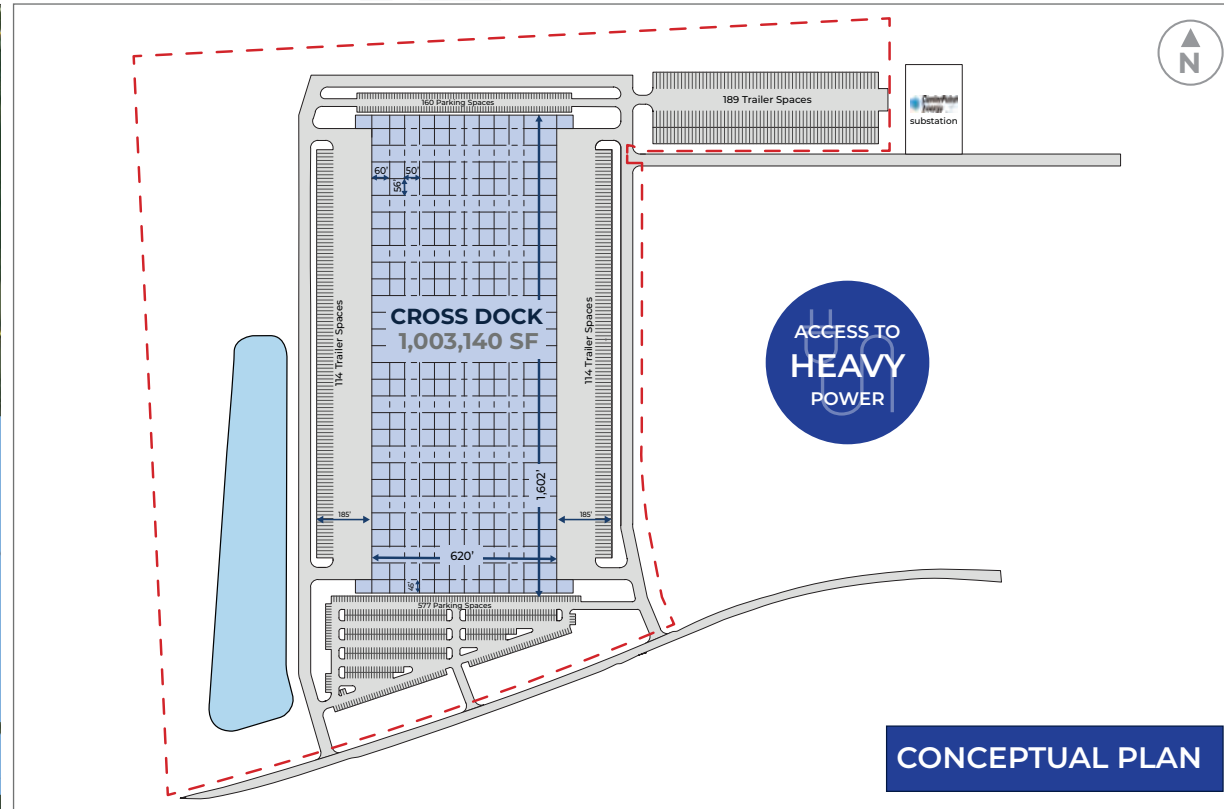 N
160 Parking Spaces
189 Trailer Spaces
substation
60'
50'
56'
CROSS DOCK
1,003,140 SF
114 Trailer Spaces
114 Trailer Spaces
ACCESS TO
HEAVY
POWER
1,602'
185'
185'
620'
46'
577 Parking Spaces
CONCEPTUAL PLAN